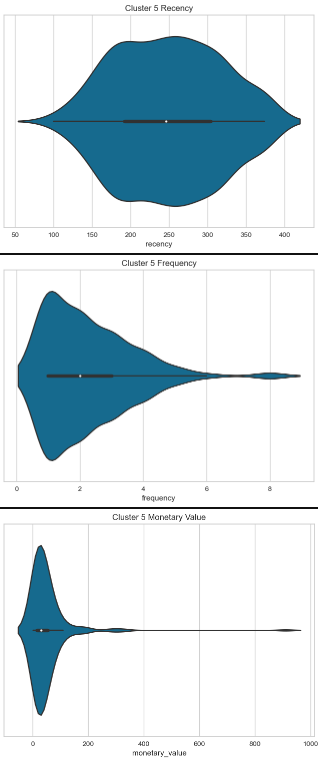 Cluster 5 Recency
50 100 150 200 250 300 350 400
recency
Cluster 5 Frequency
0 2 4 6 8
frequency
Cluster 5 Monetary Value
0 200 400 600 800 1000
monetary_value